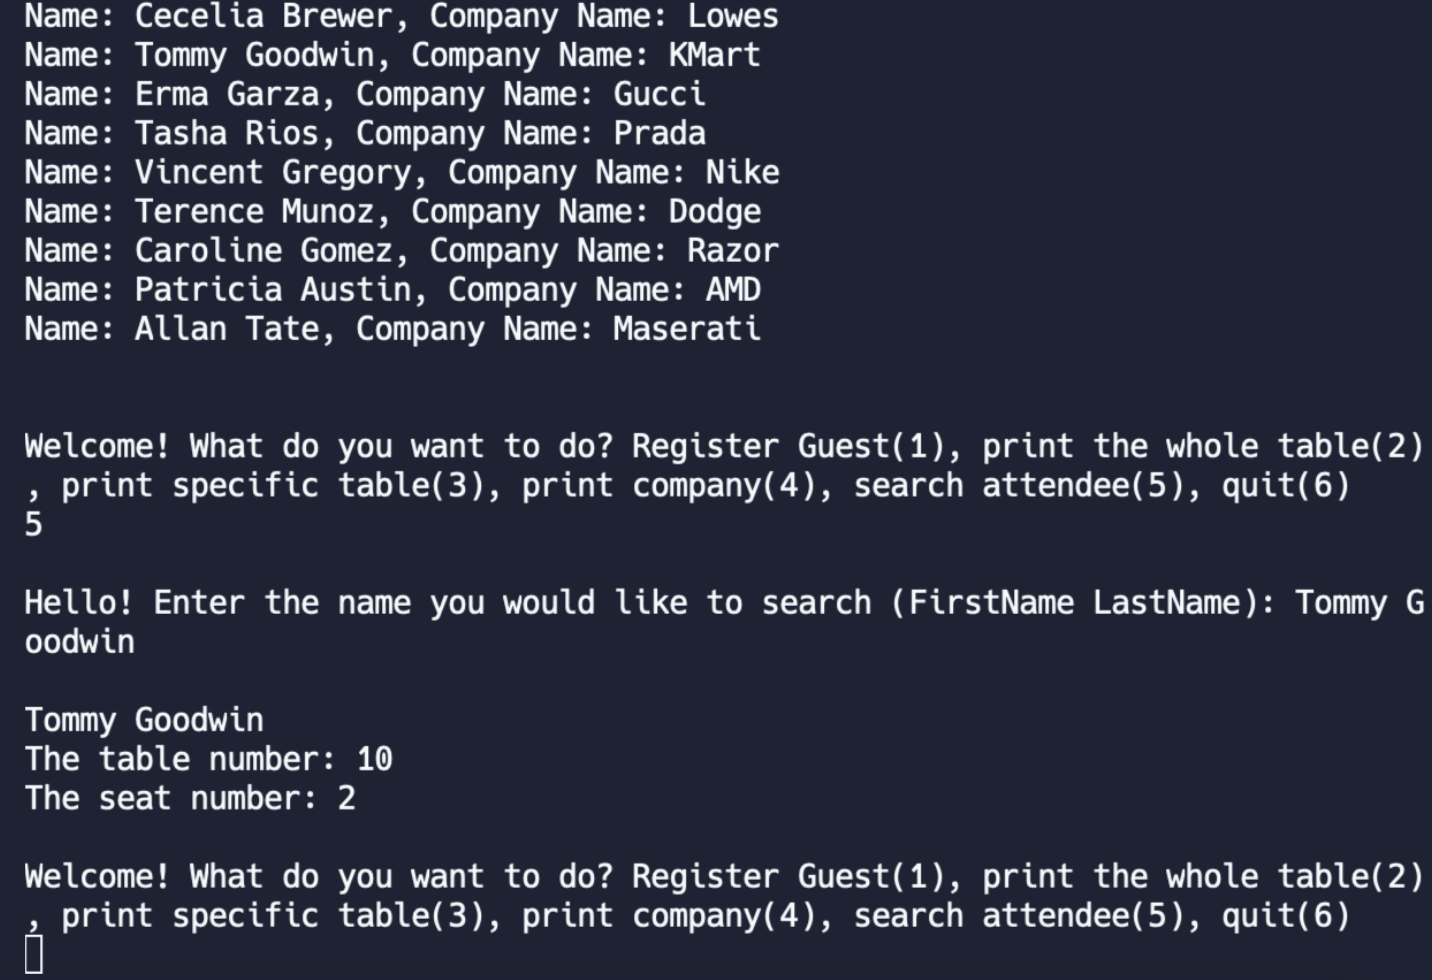 Name: Cecelia Brewer, Company Name: Lowes
Name: Tommy Goodwin, Company Name: KMart
Name: Erma Garza, Company Name: Gucci
Name: Tasha Rios, Company Name: Prada
Name: Vincent Gregory, Company Name: Nike
Name: Terence Munoz, Company Name: Dodge
Name: Caroline Gomez, Company Name: Razor
Name: Patricia Austin, Company Name: AMD
Name: Allan Tate, Company Name: Maserati
Welcome! What do you want to do? Register Guest(1), print the whole table(2)
, print specific table(3), print company(4), search attendee(5), quit(6)
5
Hello! Enter the name you would like to search (FirstName LastName): Tommy G
oodwin
Tommy Goodwin
The table number: 10
The seat number: 2
Welcome! What do you want to do? Register Guest(1), print the whole table(2)
, print specific table(3), print company(4), search attendee(5), quit(6)